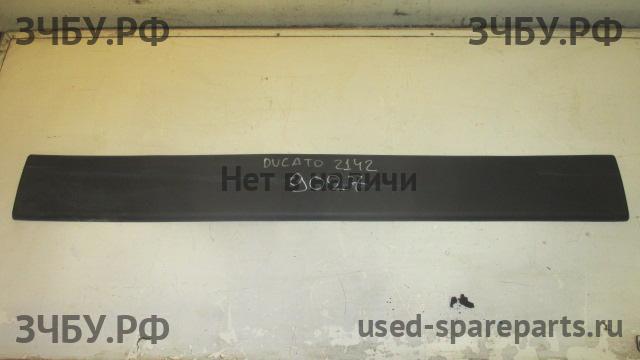 ЗЧБУ.РФ ЗЧБУ.РФ
DUCATO 2142
Нет в наличи
ЗЧБУ.РФ used-spareparts.ru